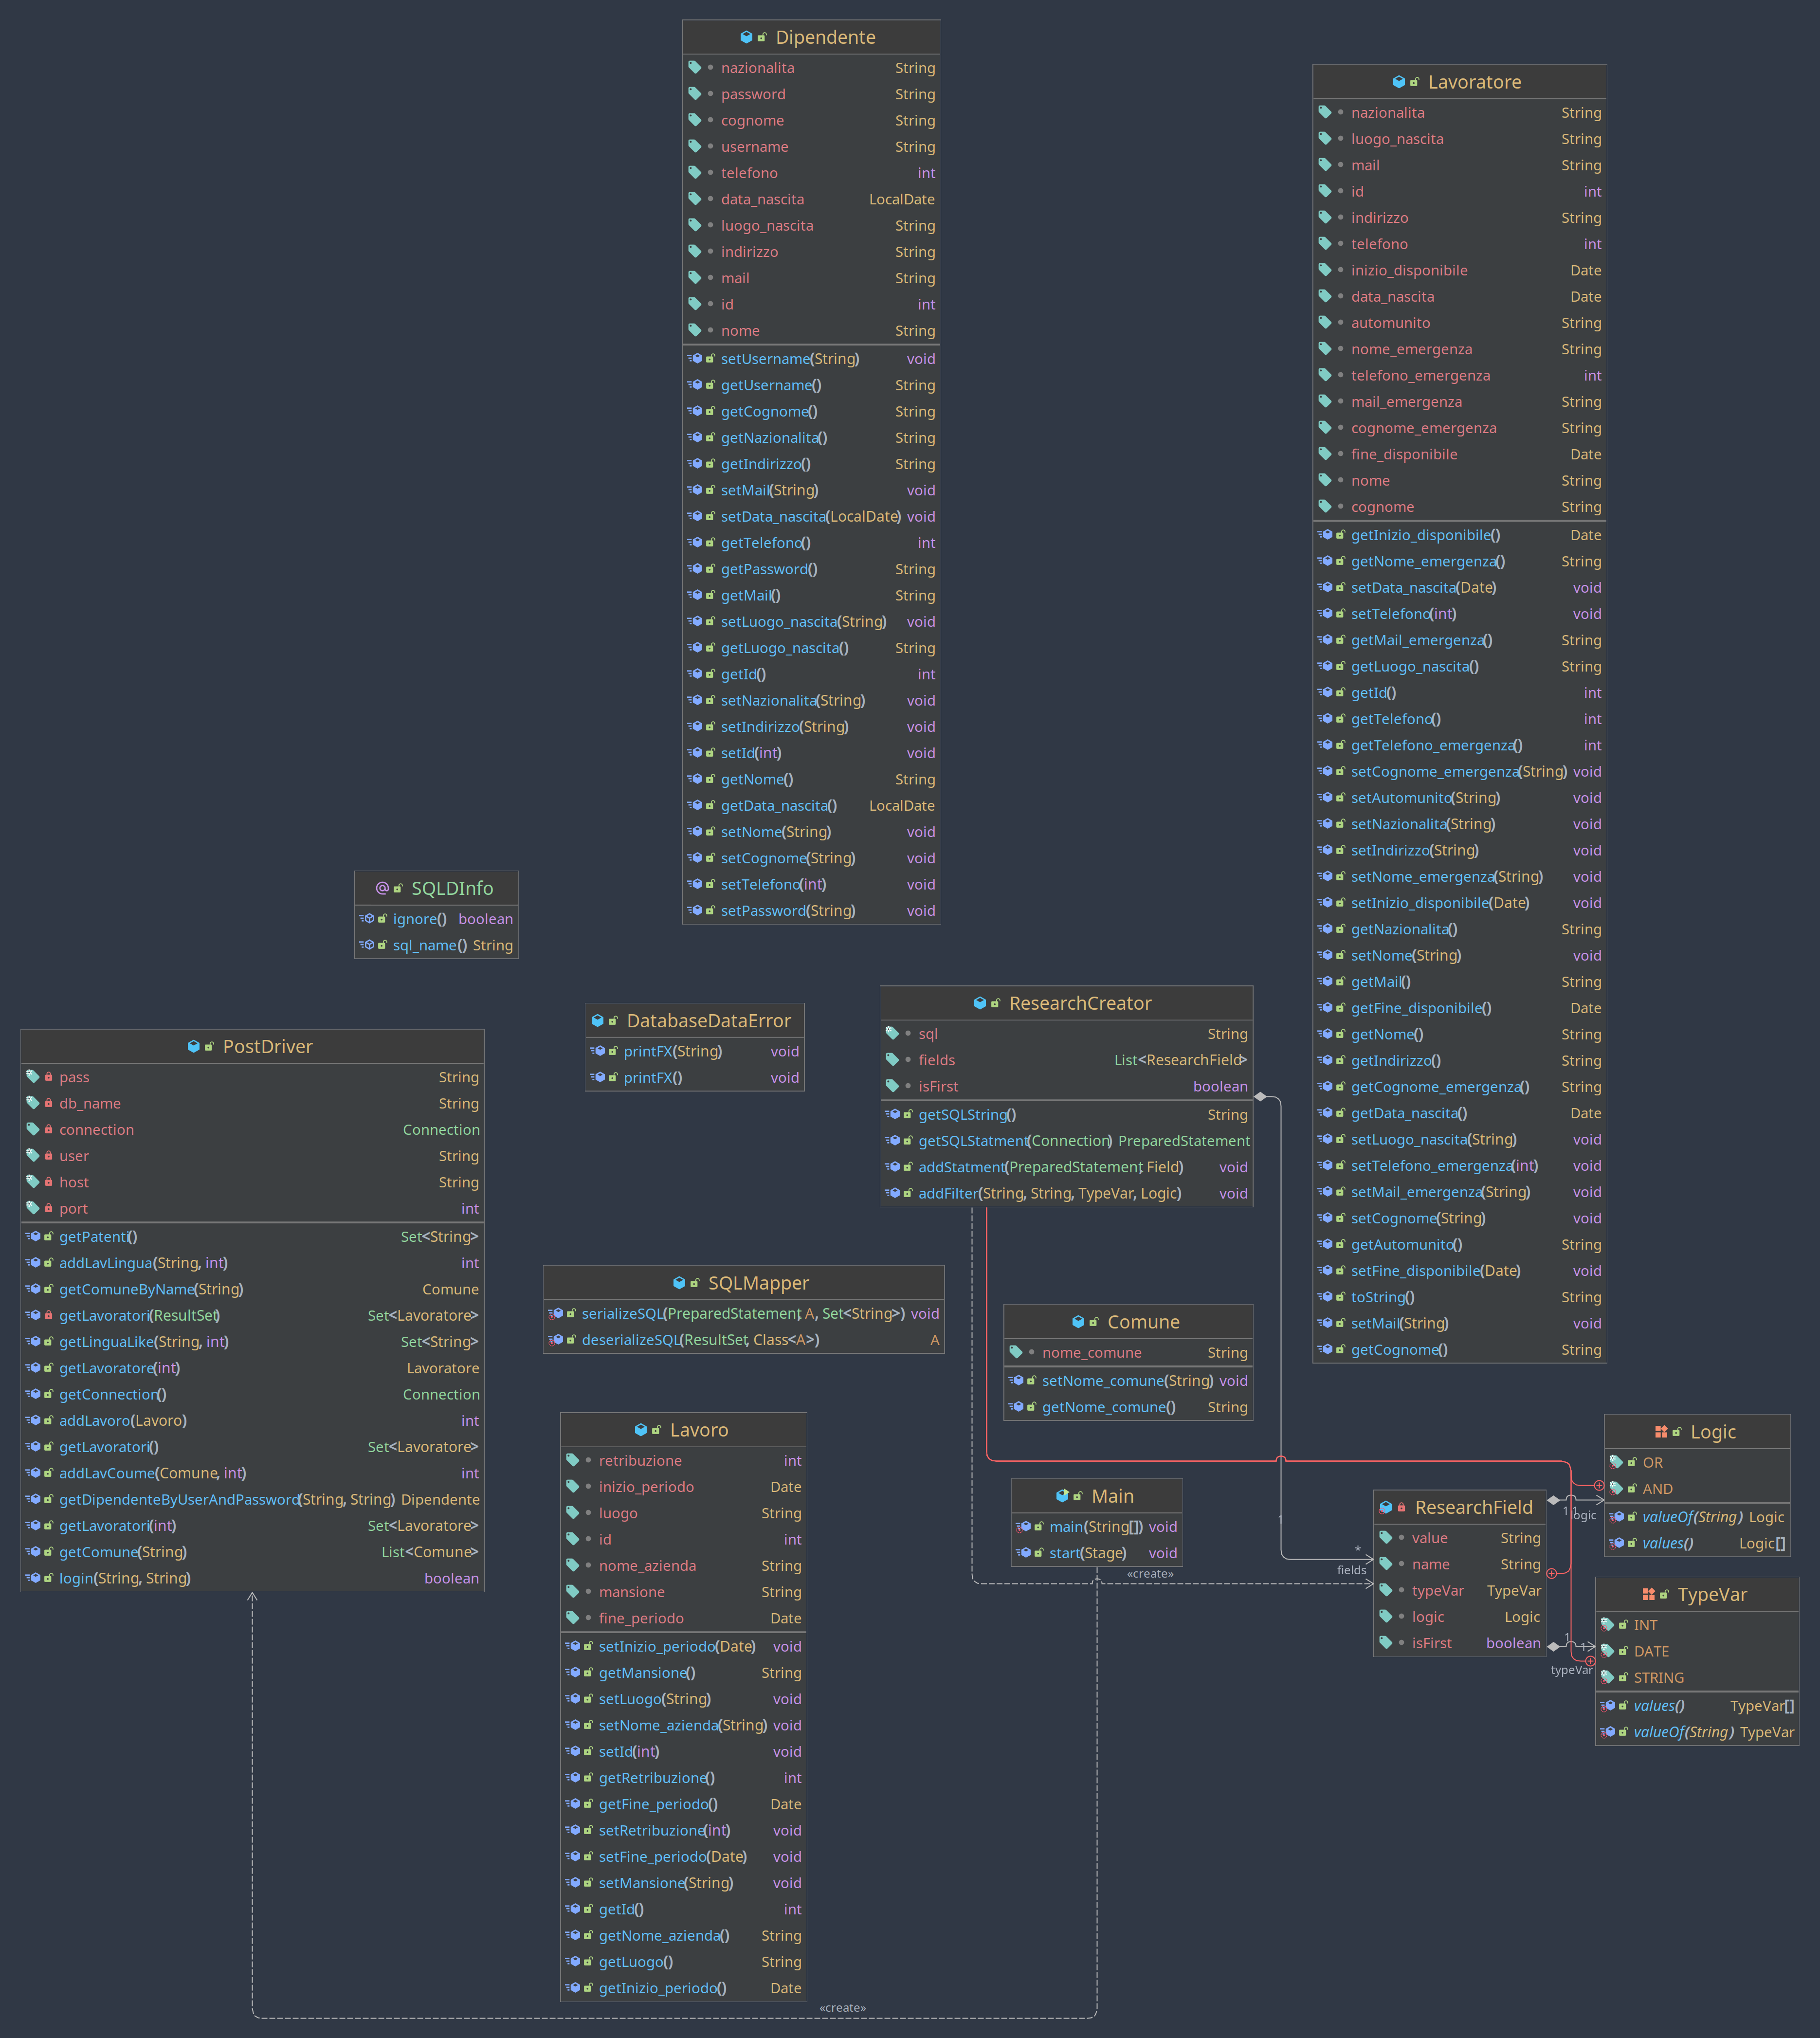 Dipendente
nazionalita String
password String
cognome String
username String
telefono int
data_nascita LocalDate
luogo_nascita String
indirizzo String
mail String
id int
nome String
setUsername(String) void
getUsername() String
getCognome() String
getNazionalita() String
getIndirizzo() String
setMail(String) void
setData_nascita(LocalDate) void
getTelefono() int
getPassword() String
getMail() String
setLuogo_nascita(String) void
getLuogo_nascita() String
getId() int
setNazionalita(String) void
setIndirizzo(String) void
setId(int) void
getNome() String
getData_nascita() LocalDate
setNome(String) void
setCognome(String) void
setTelefono(int) void
setPassword(String) void
Lavoratore
nazionalita String
luogo_nascita String
mail String
id int
indirizzo String
telefono int
inizio_disponibile Date
data_nascita Date
automunito String
nome_emergenza String
telefono_emergenza int
mail_emergenza String
cognome_emergenza String
fine_disponibile Date
nome String
cognome String
getInizio_disponibile() Date
getNome_emergenza() String
setData_nascita(Date) void
setTelefono(int) void
getMail_emergenza() String
getLuogo_nascita() String
getId() int
getTelefono() int
getTelefono_emergenza() int
setCognome_emergenza(String) void
setAutomunito(String) void
setNazionalita(String) void
setIndirizzo(String) void
setNome_emergenza(String) void
setInizio_disponibile(Date) void
getNazionalita() String
setNome(String) void
getMail() String
getFine_disponibile() Date
getNome() String
getIndirizzo() String
getCognome_emergenza() String
getData_nascita() Date
setLuogo_nascita(String) void
setTelefono_emergenza(int) void
setMail_emergenza(String) void
setCognome(String) void
getAutomunito() String
setFine_disponibile(Date) void
toString() String
setMail(String) void
getCognome() String
@ SQLDInfo
ignore() boolean
sql_name() String
DatabaseDataError
printFX(String) void
printFX() void
ResearchCreator
sql String
fields List<ResearchField>
isFirst boolean
getSQLString() String
getSQLStatment(Connection) PreparedStatement
addStatment(PreparedStatement, Field) void
addFilter(String, String, TypeVar, Logic) void
PostDriver
pass String
db_name String
connection Connection
user String
host String
port int
getPatenti() Set<String>
addLavLingua(String, int) int
getComuneByName(String) Comune
getLavoratori(ResultSet) Set<Lavoratore>
getLinguaLike(String, int) Set<String>
getLavoratore(int) Lavoratore
getConnection() Connection
addLavoro(Lavoro) int
getLavoratori() Set<Lavoratore>
addLavCoume(Comune, int) int
getDipendenteByUserAndPassword(String, String) Dipendente
getLavoratori(int) Set<Lavoratore>
getComune(String) List<Comune>
login(String, String) boolean
SQLMapper
serializeSQL(PreparedStatement, A, Set<String>) void
deserializeSQL(ResultSet, Class<A>) A
Comune
nome_comune String
setNome_comune(String) void
getNome_comune() String
Lavoro
retribuzione int
inizio_periodo Date
luogo String
id int
nome_azienda String
mansione String
fine_periodo Date
setInizio_periodo(Date) void
getMansione() String
setLuogo(String) void
setNome_azienda(String) void
setId(int) void
getRetribuzione() int
getFine_periodo() Date
setRetribuzione(int) void
setFine_periodo(Date) void
setMansione(String) void
getId() int
getNome_azienda() String
getLuogo() String
getInizio_periodo() Date
Main
main(String[]) void
start(Stage) void
«create»
1
*
fields
ResearchField
value String
name String
typeVar TypeVar
logic Logic
isFirst boolean
Logic
OR
AND
valueOf(String) Logic
values() Logic[]
1
1
logic
TypeVar
INT
DATE
STRING
values() TypeVar[]
valueOf(String) TypeVar
1
1
typeVar
«create»